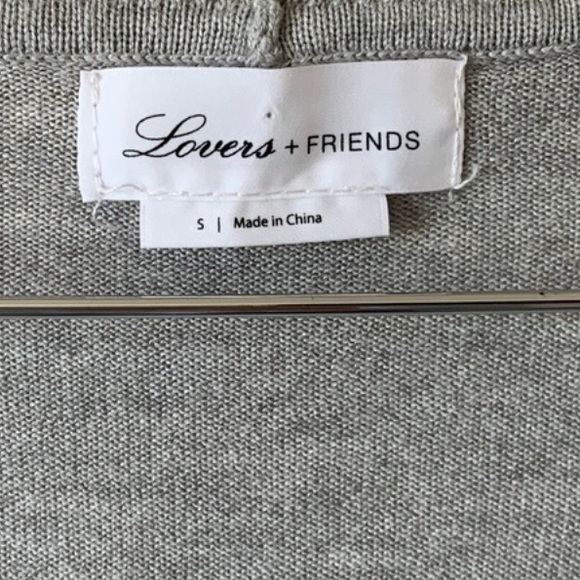 Lovers + FRIENDS
S | Made in China